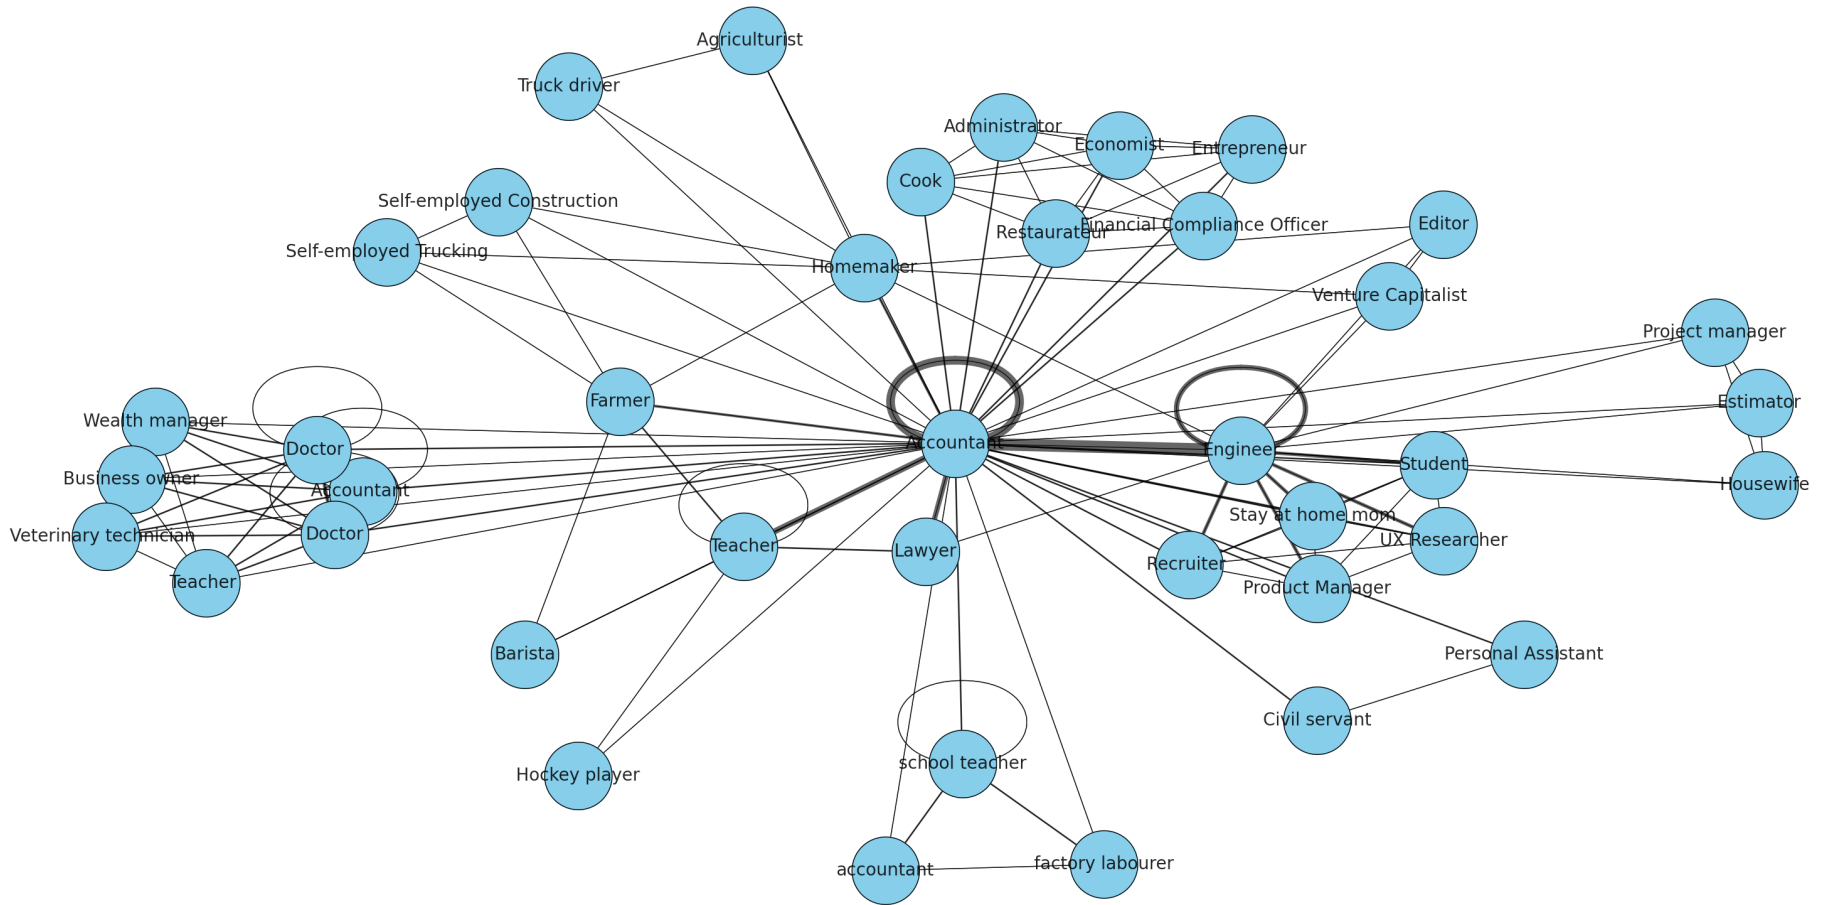 Agriculturist
Truck driver
Administrator
Economist
Entrepreneur
Cook
Self-employed Construction
Restaurateur
Financial Compliance Officer
Editor
Self-employed Trucking
Homemaker
Venture Capitalist
Project manager
Farmer
Estimator
Wealth manager
Doctor
Accountant
Engineer
Student
Business owner
Accountant
Housewife
Stay at home mom
Veterinary technician
Doctor
UX Researcher
Teacher
Lawyer
Recruiter
Teacher
Product Manager
Barista
Personal Assistant
Civil servant
school teacher
Hockey player
accountant
factory labourer